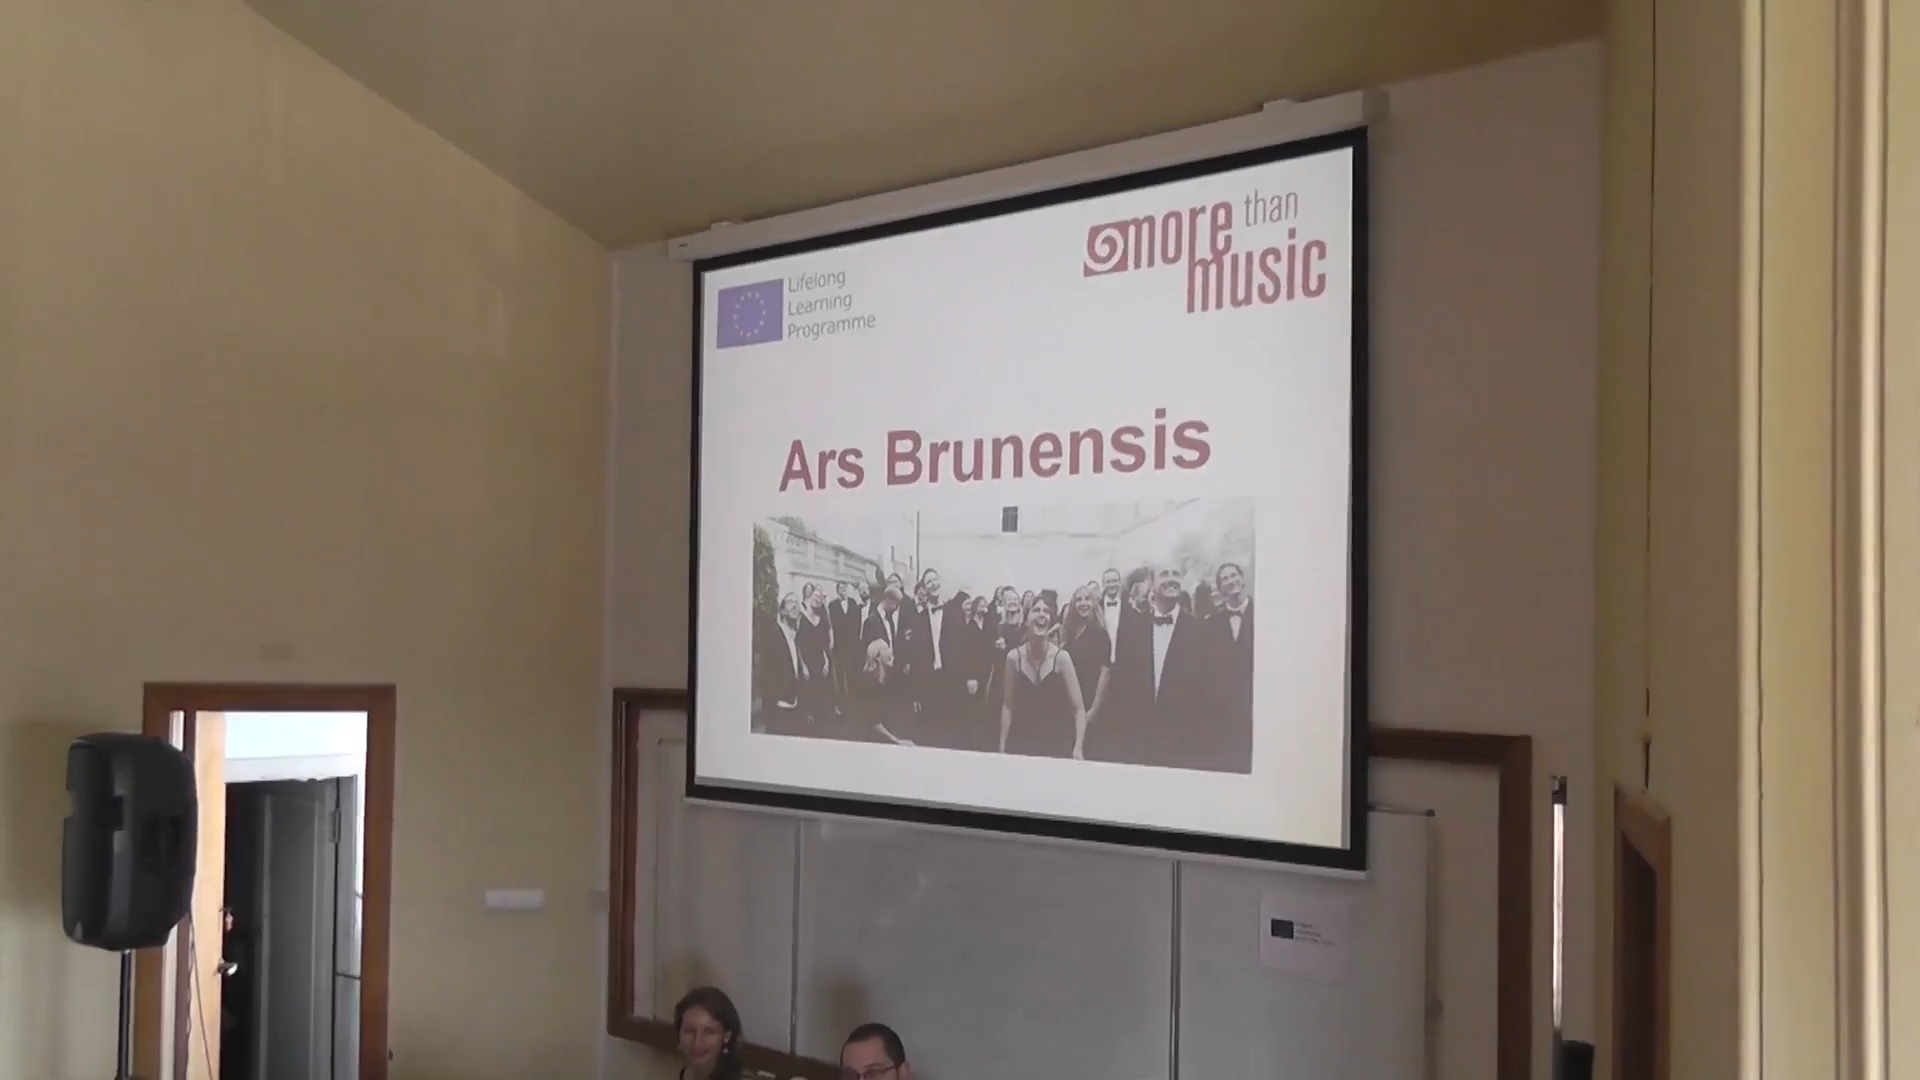 Lifelong
Learning
Programme
more than
music
Ars Brunensis